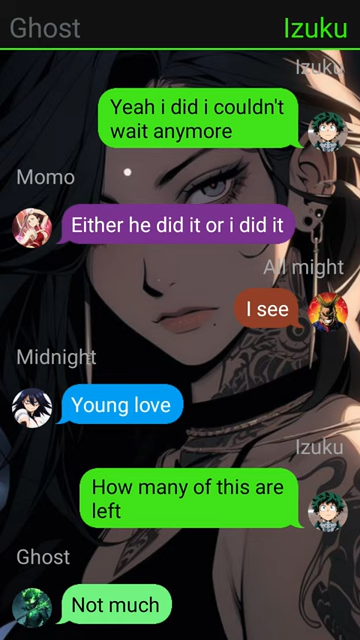 Ghost
Izuku
Izuku
Yeah i did i couldn't
wait anymore
Momo
Either he did it or i did it
All might
I see
Midnight
Young love
Izuku
How many of this are
left
Ghost
Not much